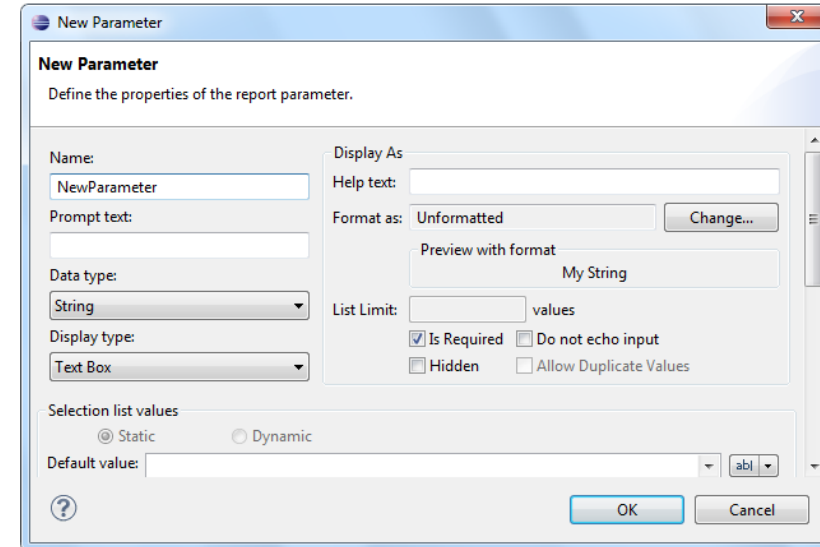 New Parameter
New Parameter
Define the properties of the report parameter.
Name:
NewParameter
Prompt text:
Data type:
String
Display type:
Text Box
Display As
Help text:
Format as: Unformatted Change...
Preview with format
My String
List Limit: values
Is Required Do not echo input
Hidden Allow Duplicate Values
Selection list values
Static Dynamic
Default value: ab|
? OK Cancel